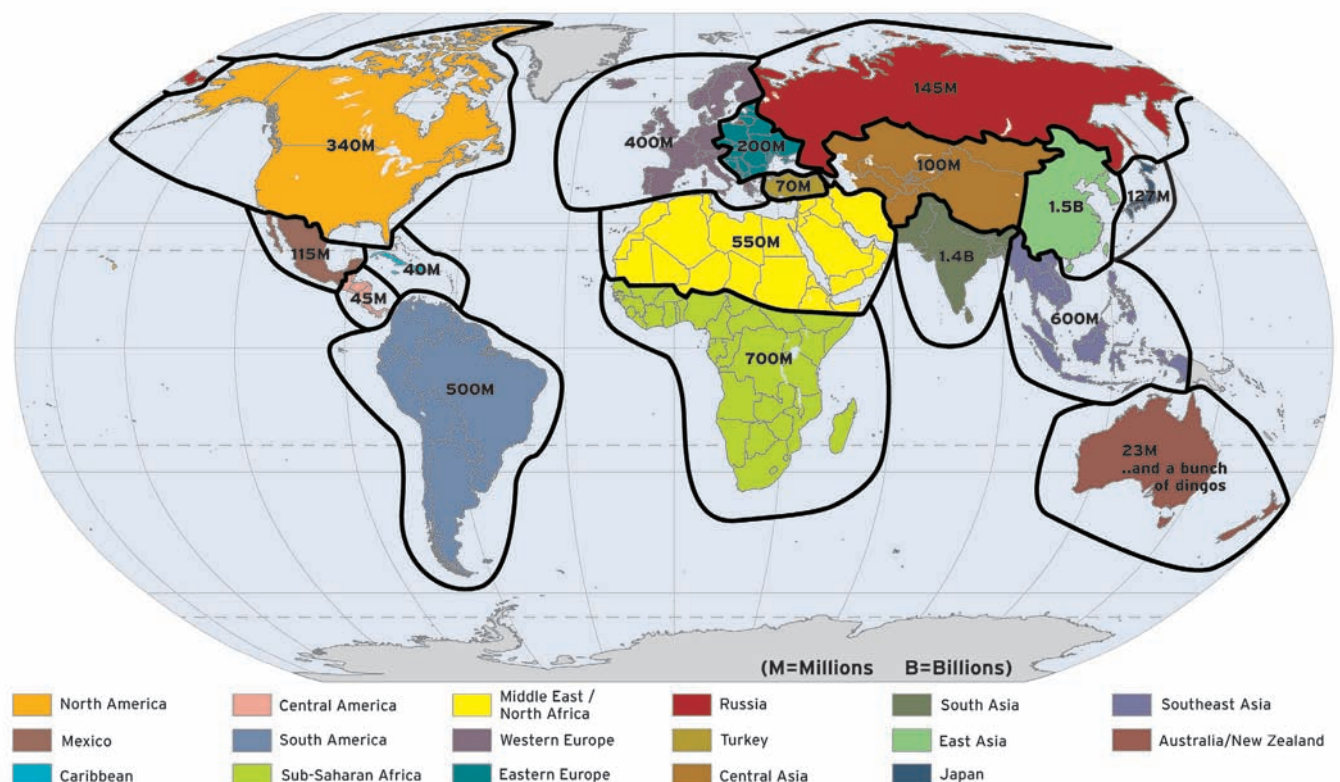 145M
340M
400M
200M
100M
70M
127M
1.5B
115M
550M
1.4B
40M
45M
600M
700M
500M
23M
..and a bunch
of dingos
(M=Millions B=Billions)
North America
Central America
Middle East /
North Africa
Russia
South Asia
Southeast Asia
Mexico
South America
Western Europe
Turkey
East Asia
Australia/New Zealand
Caribbean
Sub-Saharan Africa
Eastern Europe
Central Asia
Japan